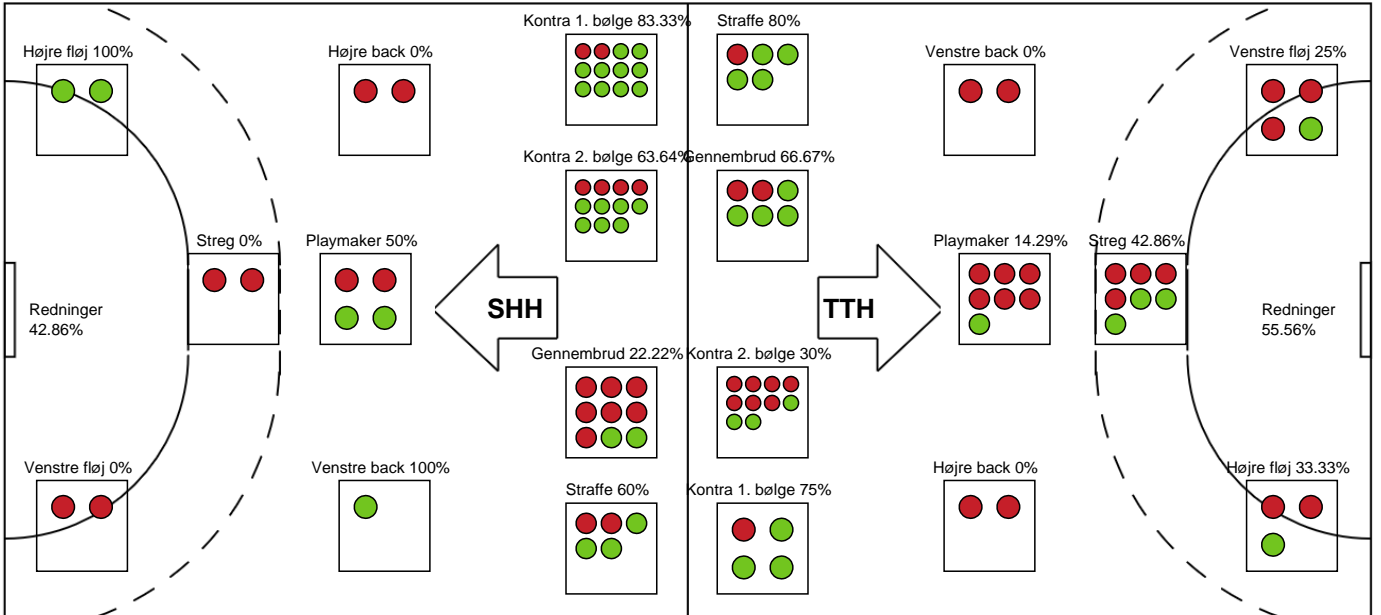 Kontra 1. bølge 83.33%
Straffe 80%
Højre fløj 100%
Højre back 0%
Venstre back 0%
Venstre fløj 25%
Kontra 2. bølge 63.64%
Gennembrud 66.67%
Streg 0%
Playmaker 50%
Playmaker 14.29%
Streg 42.86%
Redninger
42.86%
SHH
TTH
Redninger
55.56%
Gennembrud 22.22%
Kontra 2. bølge 30%
Venstre fløj 0%
Venstre back 100%
Højre back 0%
Højre fløj 33.33%
Straffe 60%
Kontra 1. bølge 75%